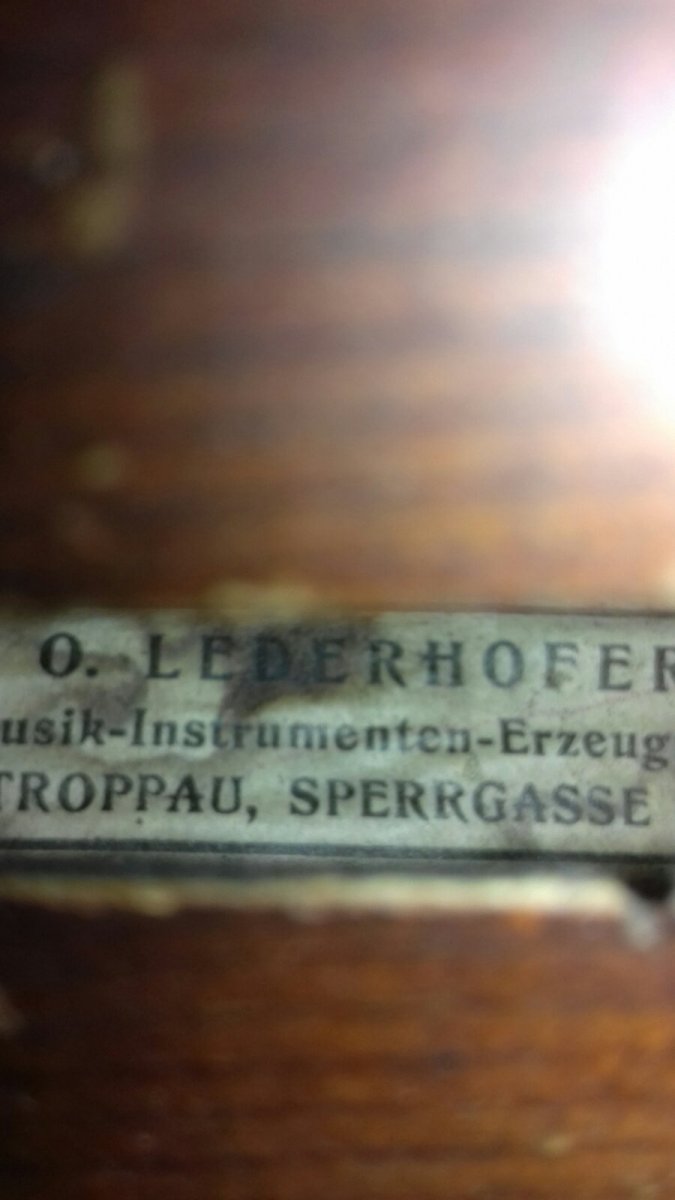 O. LEDERHOFER
usik-Instrumenten-Erzeug
TROPPAU, SPERRGASSE